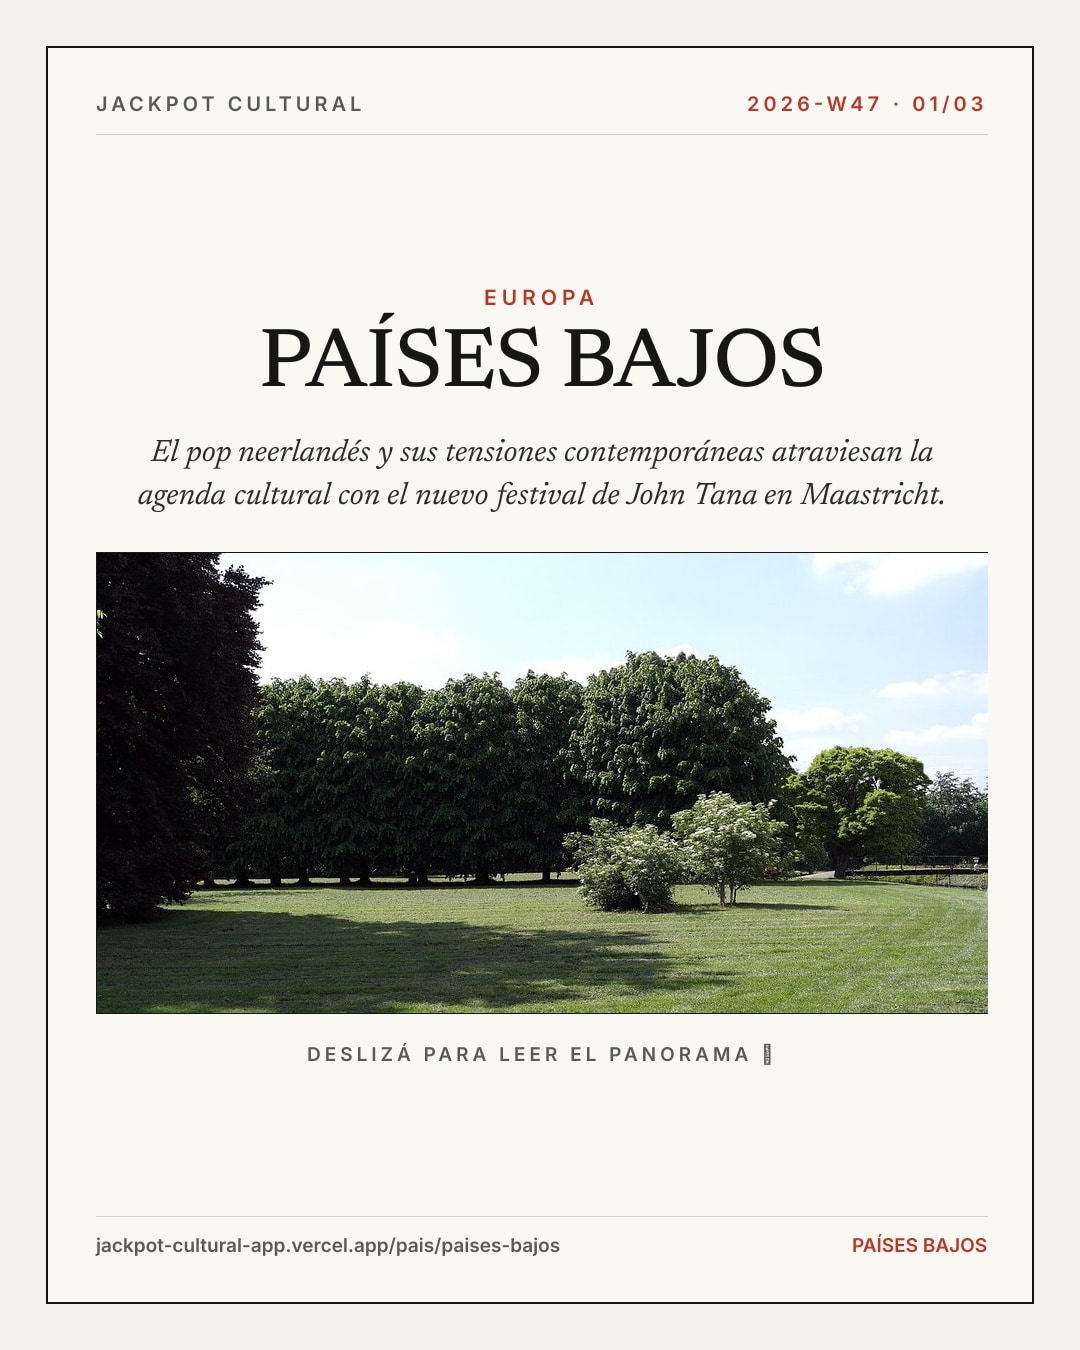 JACKPOT CULTURAL
2026-W47 · 01/03
EUROPA
PAÍSES BAJOS
El pop neerlandés y sus tensiones contemporáneas atraviesan la
agenda cultural con el nuevo festival de John Tana en Maastricht.
DESLIZÁ PARA LEER EL PANORAMA
jackpot-cultural-app.vercel.app/pais/paises-bajos
PAÍSES BAJOS